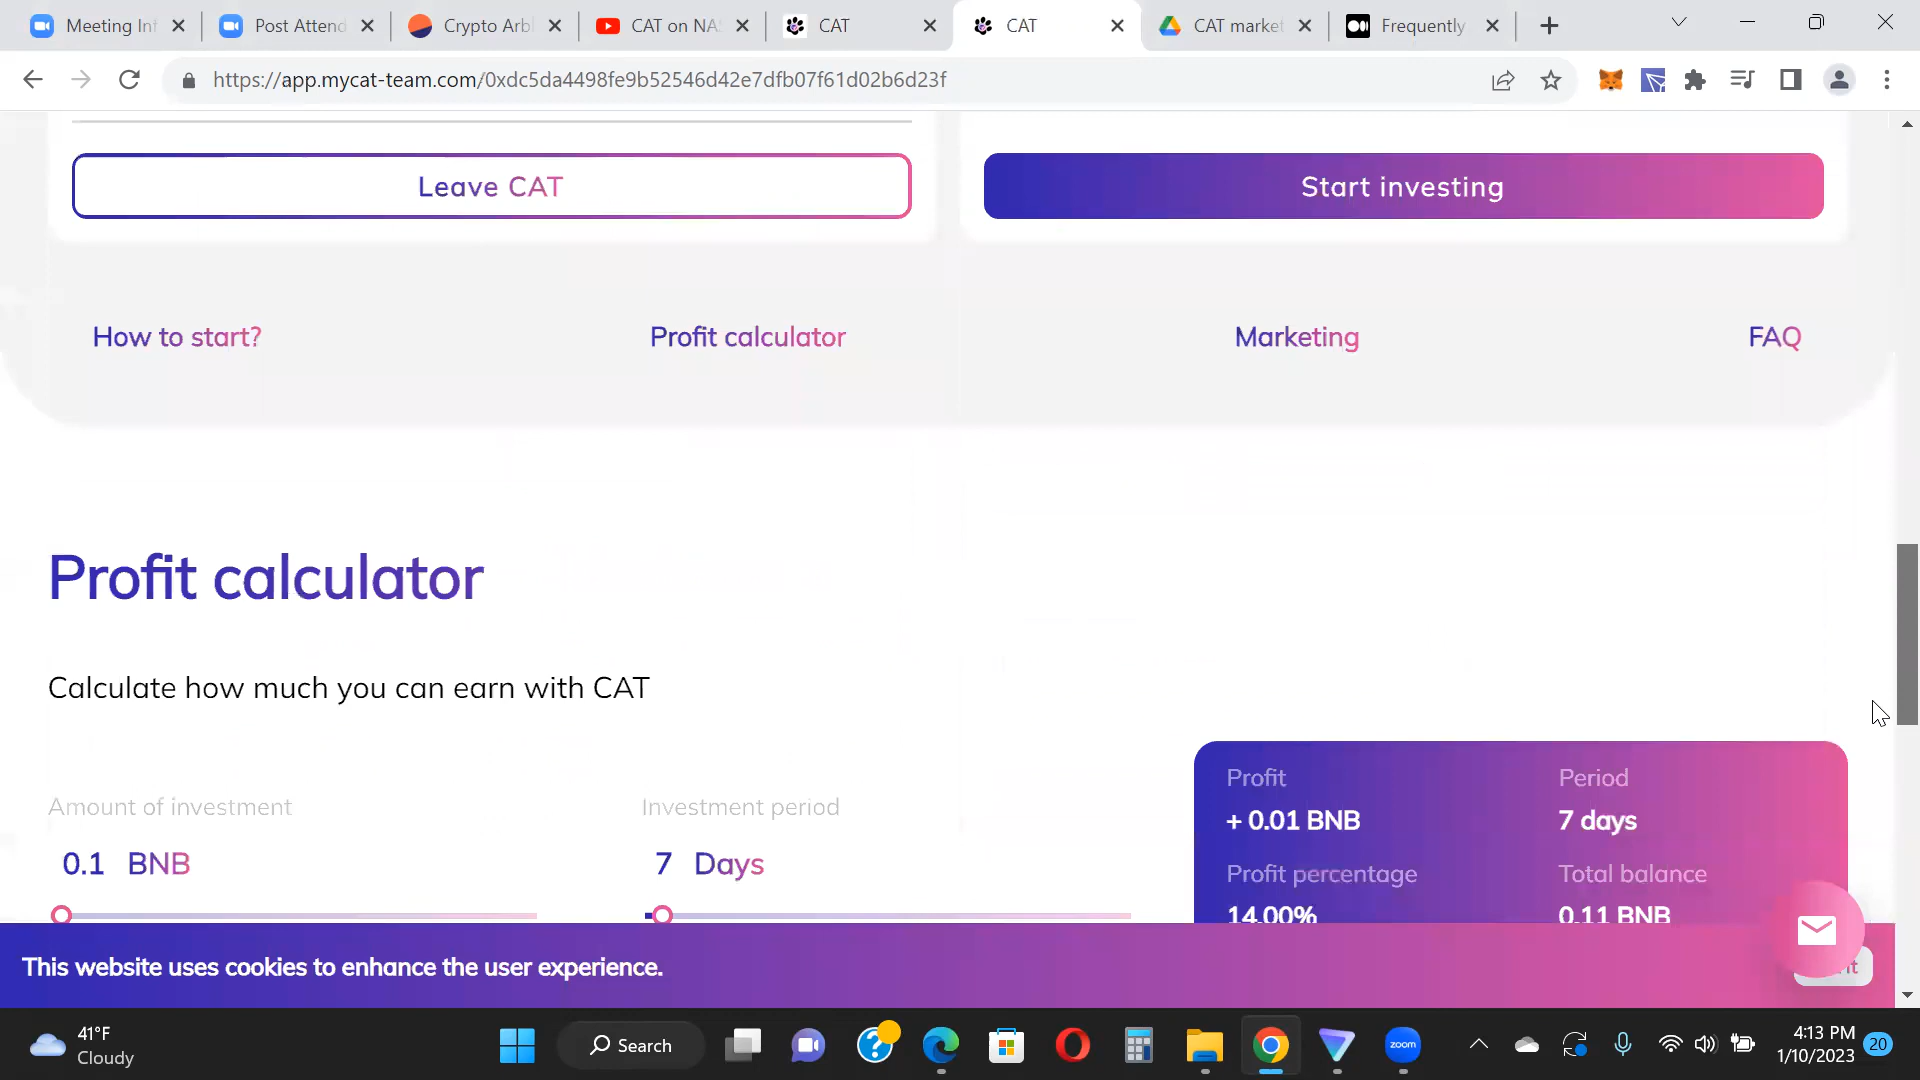 Meeting Inf
Post Attend
Crypto Arb
CAT on NAS
CAT
CAT
CAT market
Frequently
https://app.mycat-team.com/0xdc5da4498fe9b52546d42e7dfb07f61d02b6d23f
Leave CAT
Start investing
How to start?
Profit calculator
Marketing
FAQ
Profit calculator
Calculate how much you can earn with CAT
Profit
Period
+ 0.01 BNB
7 days
Amount of investment
Investment period
0.1 BNB
7 Days
Profit percentage
Total balance
14.00%
0.11 BNB
This website uses cookies to enhance the user experience.
41°F
Cloudy
Search
zoom
4:13 PM
1/10/2023
20